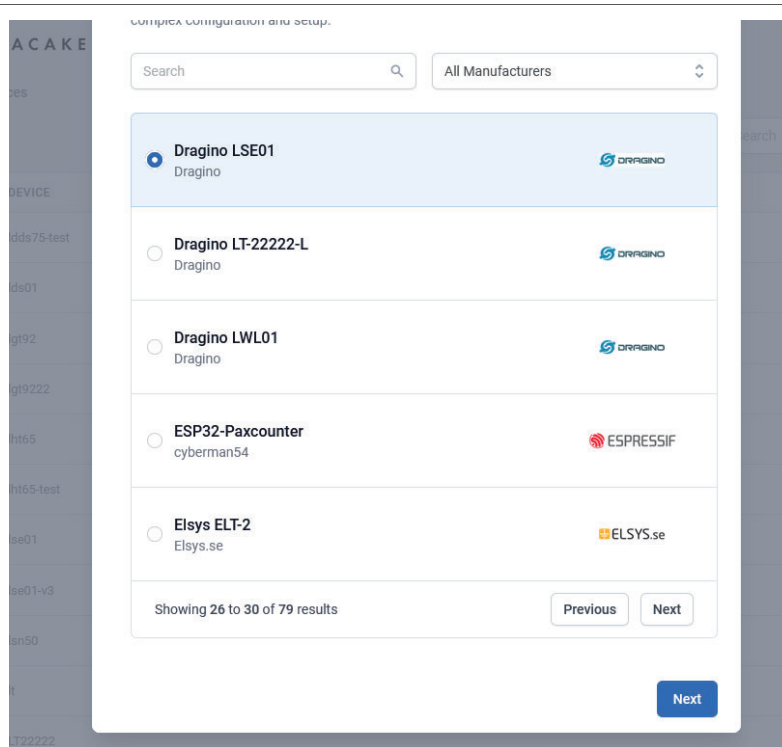 complex configuration and setup.
ACAKE
ces
Search
All Manufacturers
earch
Dragino LSE01
Dragino
DRAGINO
DEVICE
ldds75-test
Dragino LT-22222-L
Dragino
DRAGINO
lds01
lgt92
Dragino LWL01
Dragino
DRAGINO
lgt9222
lht65
ESP32-Paxcounter
cyberman54
ESPRESSIF
lht65-test
lse01
Elsys ELT-2
Elsys.se
ELSYS.se
lse01-v3
Showing 26 to 30 of 79 results
Previous
Next
lsn50
lt
Next
LT22222